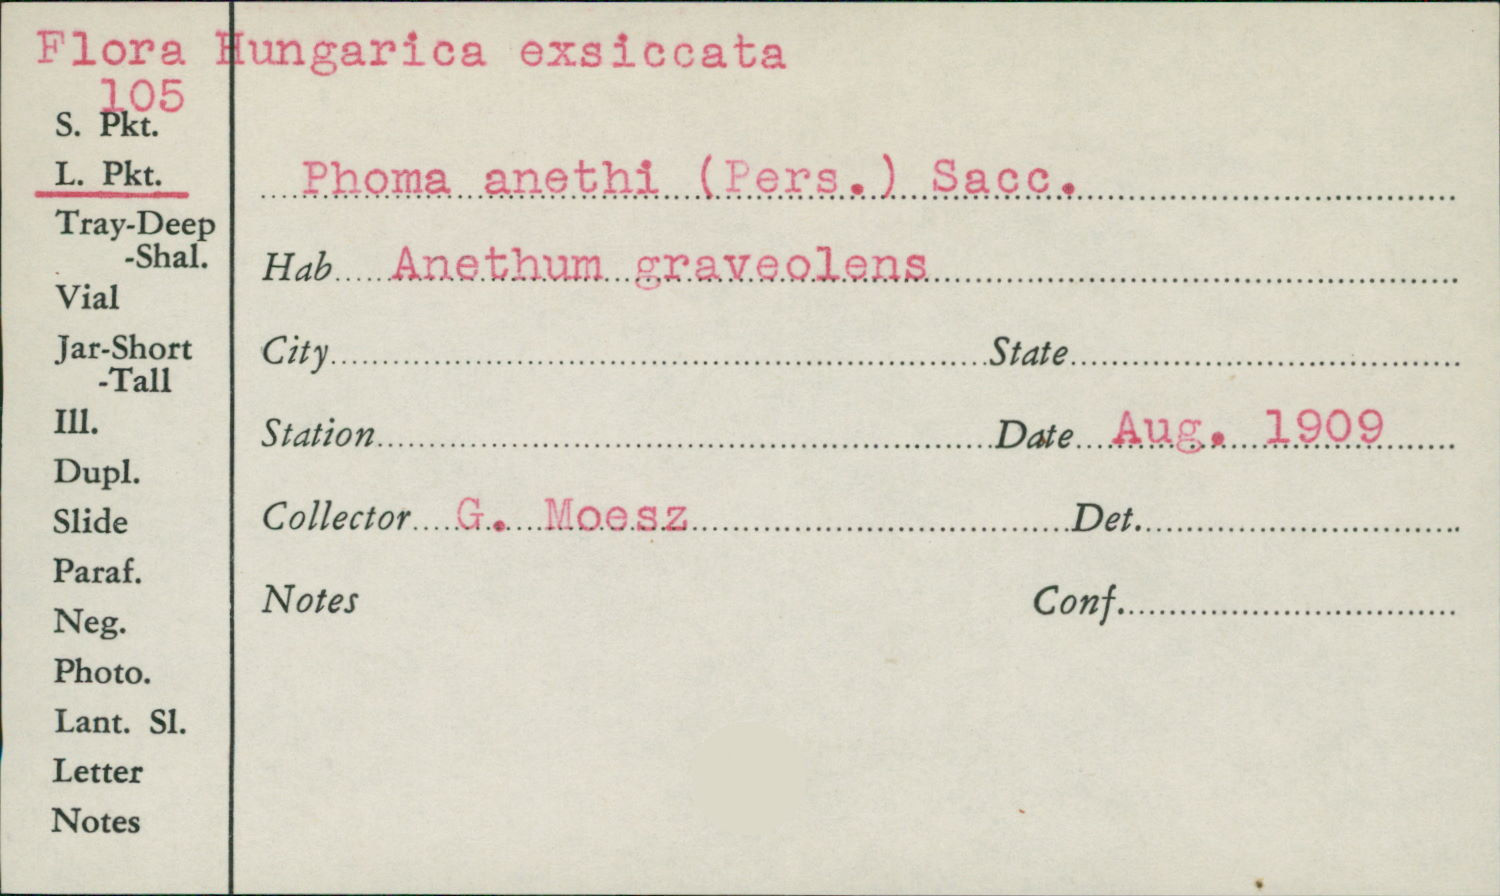 Flora Hungarica exsiccata
105
S. Pkt.
L. Pkt.
Tray-Deep
-Shal.
Vial
Jar-Short
-Tall
Ill.
Dupl.
Slide
Paraf.
Neg.
Photo.
Lant. Sl.
Letter
Notes
Phoma anethi (Pers.) Sacc.
Hab Anethum graveolens
City State
Station Date Aug. 1909
Collector G. Moesz Det.
Notes Conf.